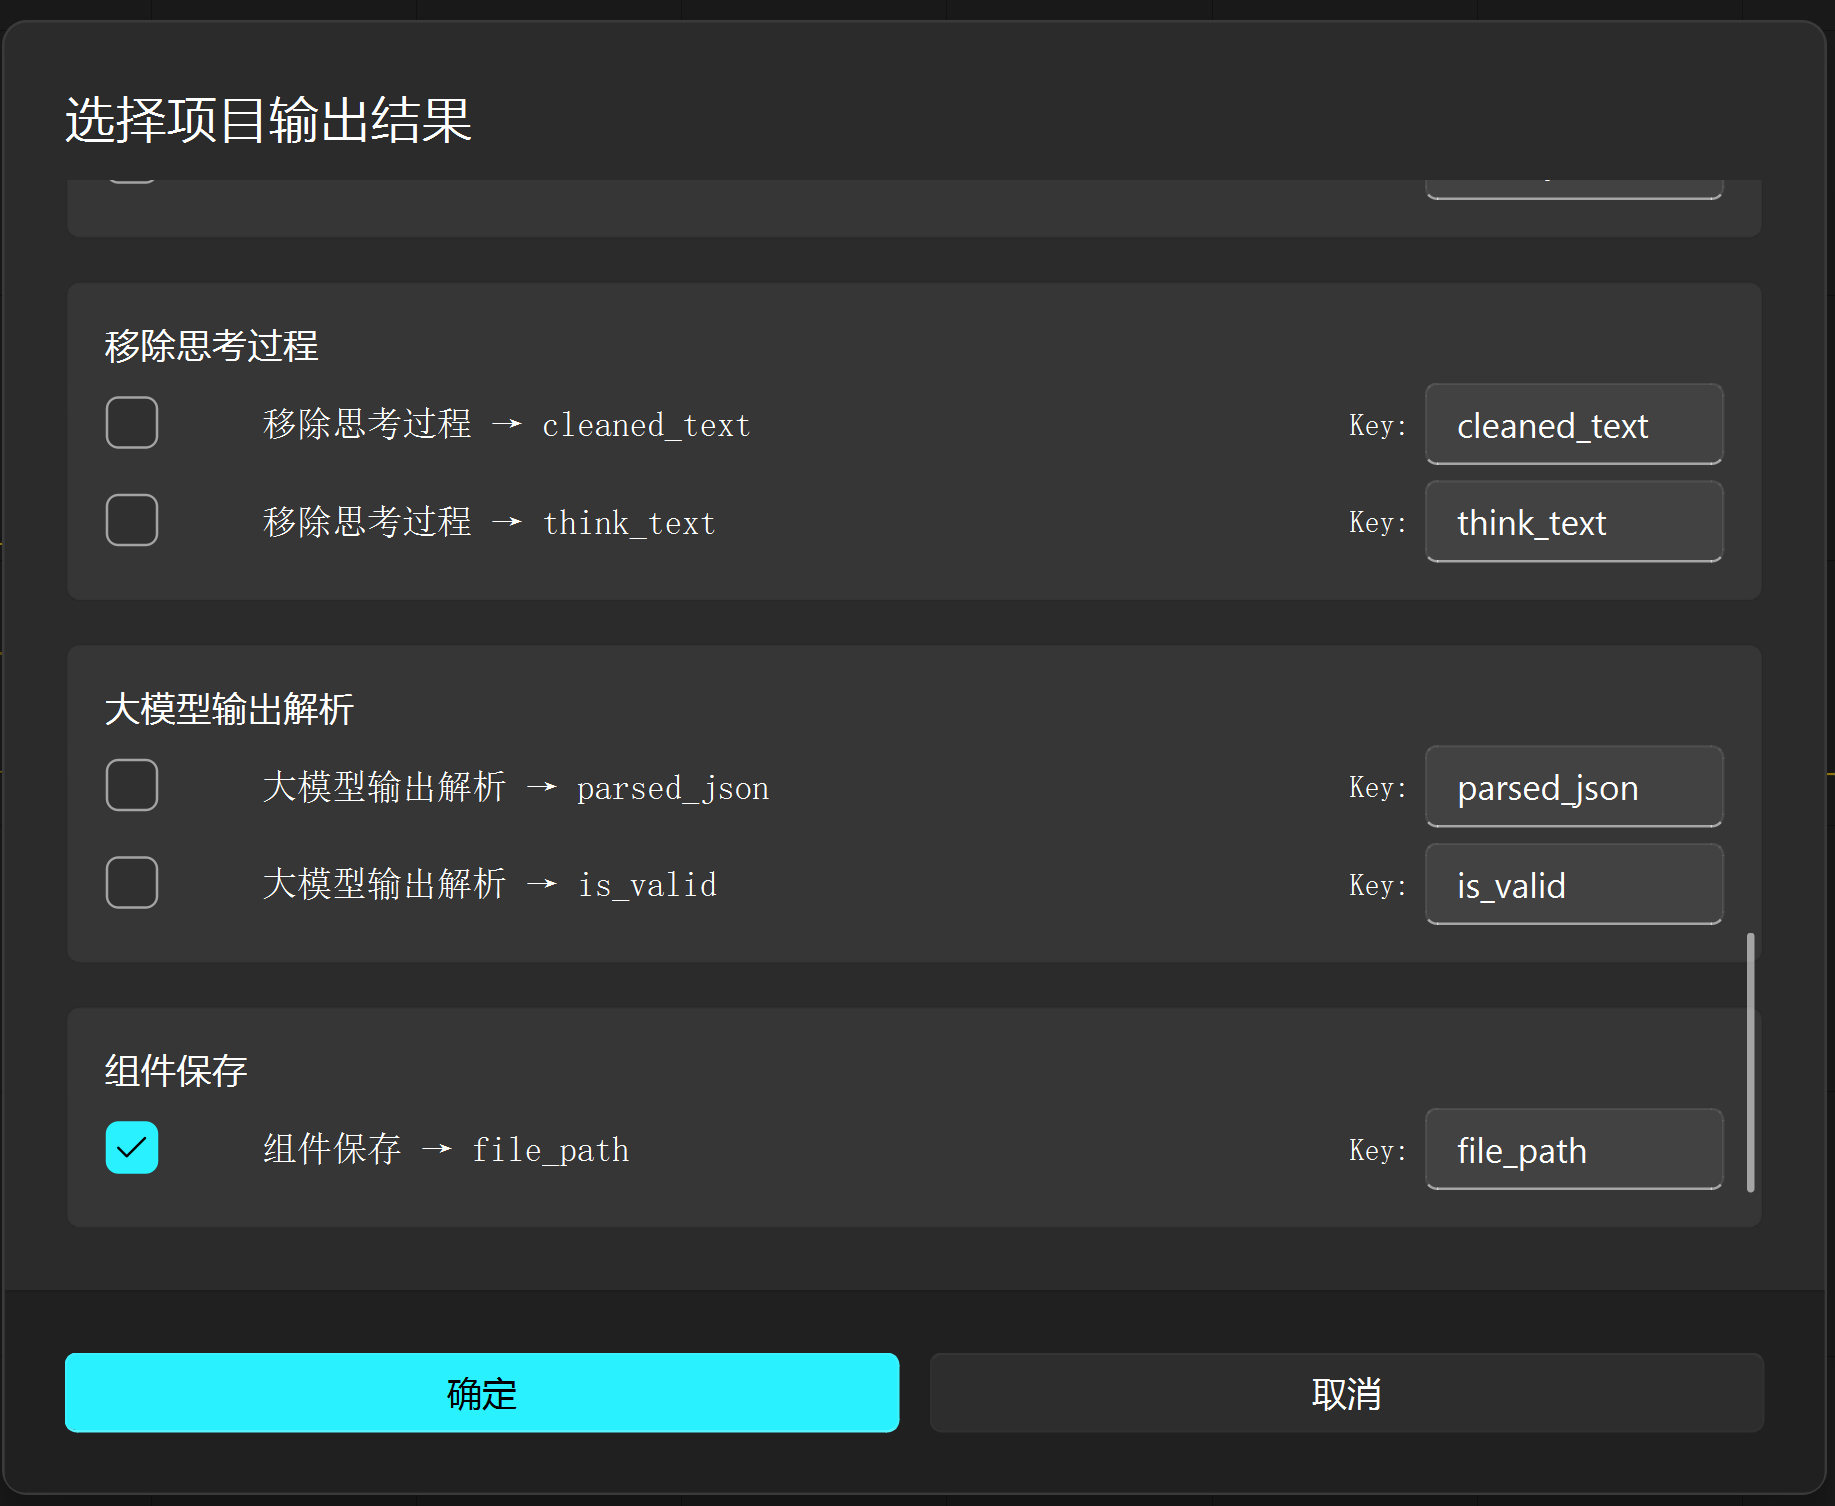 选择项目输出结果
移除思考过程
移除思考过程 → cleaned_text Key: cleaned_text
移除思考过程 → think_text Key: think_text
大模型输出解析
大模型输出解析 → parsed_json Key: parsed_json
大模型输出解析 → is_valid Key: is_valid
组件保存
组件保存 → file_path Key: file_path
确定 取消